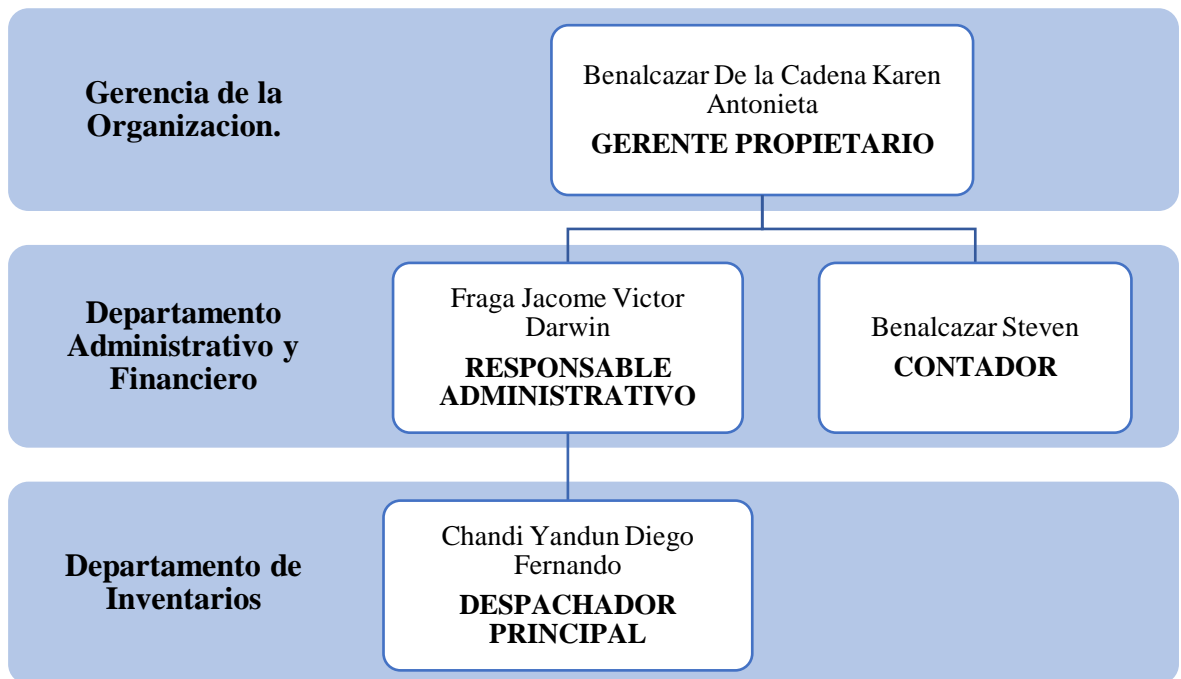 Gerencia de la
Organizacion.
Benalcazar De la Cadena Karen
Antonieta
GERENTE PROPIETARIO
Departamento
Administrativo y
Financiero
Fraga Jacome Victor
Darwin
RESPONSABLE
ADMINISTRATIVO
Benalcazar Steven
CONTADOR
Departamento de
Inventarios
Chandi Yandun Diego
Fernando
DESPACHADOR
PRINCIPAL